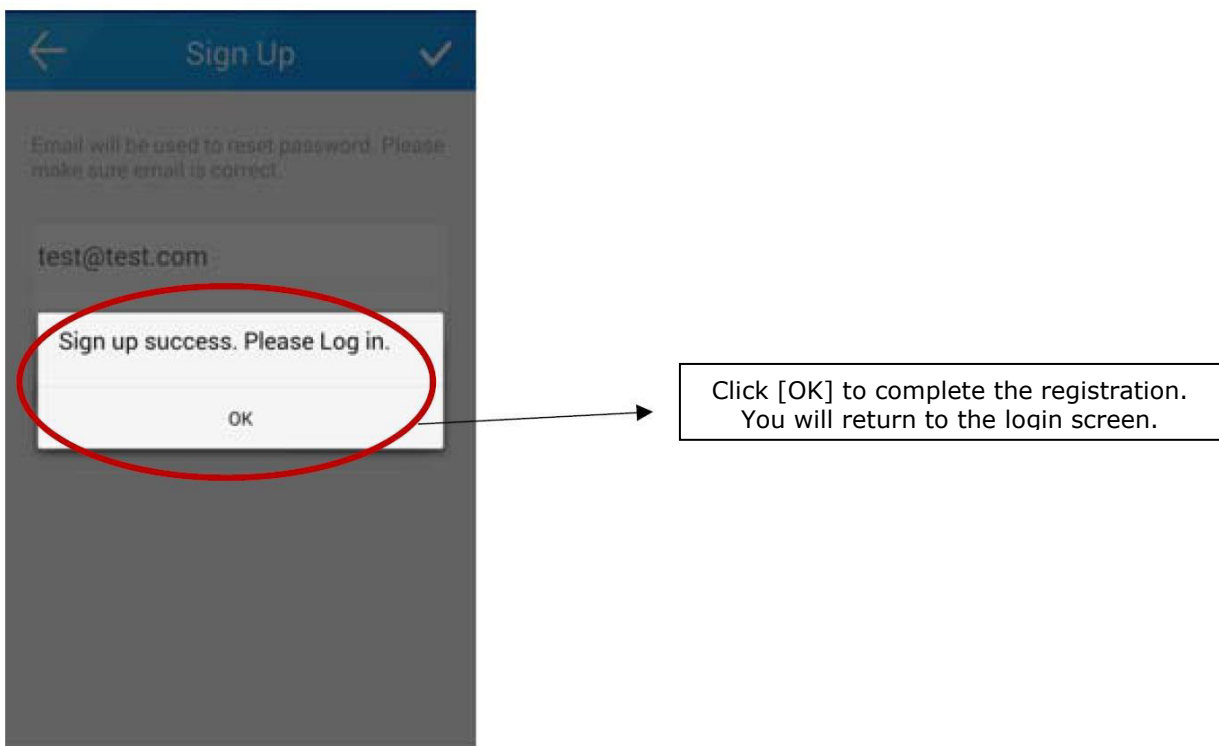 Sign Up
Email will be used to reset password. Please
make sure email is correct.
test@test.com
Sign up success. Please Log in.
OK
Click [OK] to complete the registration.
You will return to the login screen.